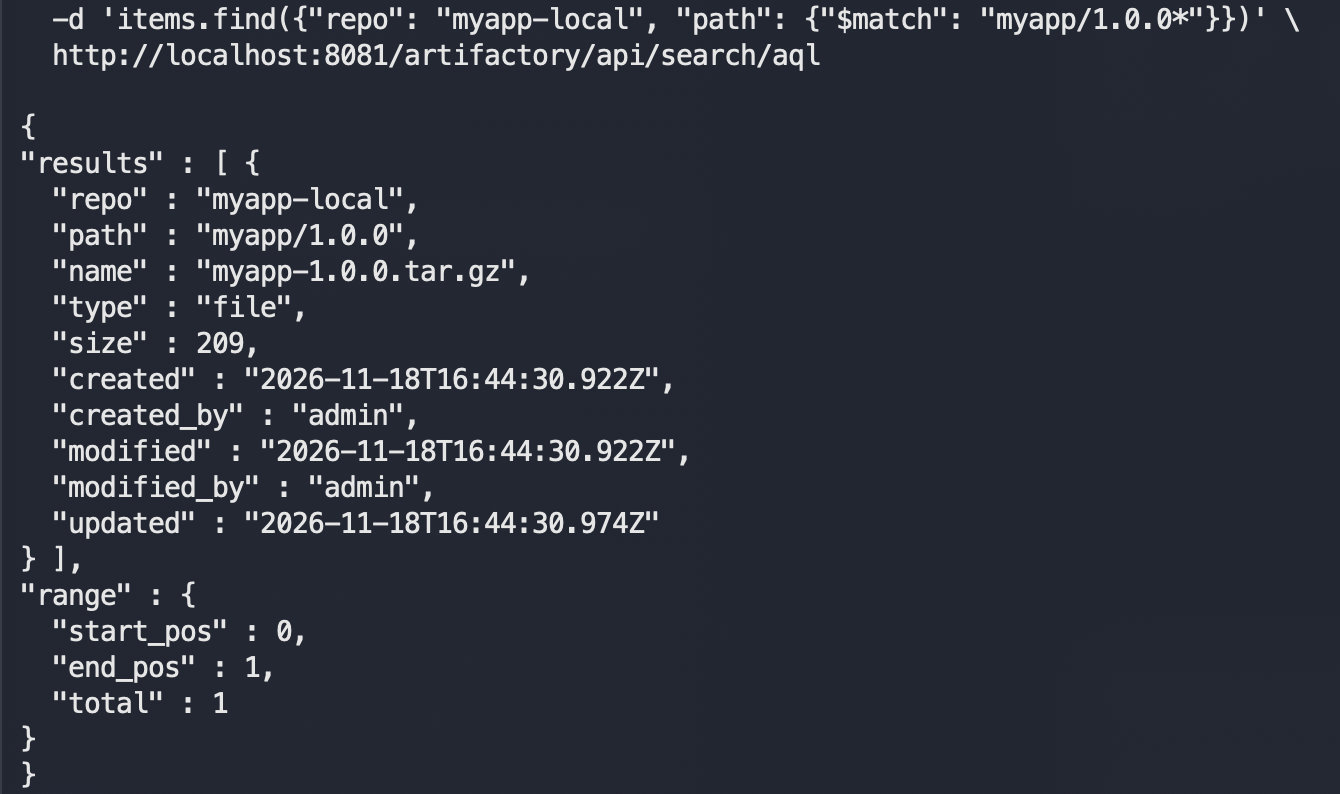 -d 'items.find({"repo": "myapp-local", "path": {"$match": "myapp/1.0.0*"}})' \
http://localhost:8081/artifactory/api/search/aql
{
"results" : [ {
"repo" : "myapp-local",
"path" : "myapp/1.0.0",
"name" : "myapp-1.0.0.tar.gz",
"type" : "file",
"size" : 209,
"created" : "2026-11-18T16:44:30.922Z",
"created_by" : "admin",
"modified" : "2026-11-18T16:44:30.922Z",
"modified_by" : "admin",
"updated" : "2026-11-18T16:44:30.974Z"
} ],
"range" : {
"start_pos" : 0,
"end_pos" : 1,
"total" : 1
}
}